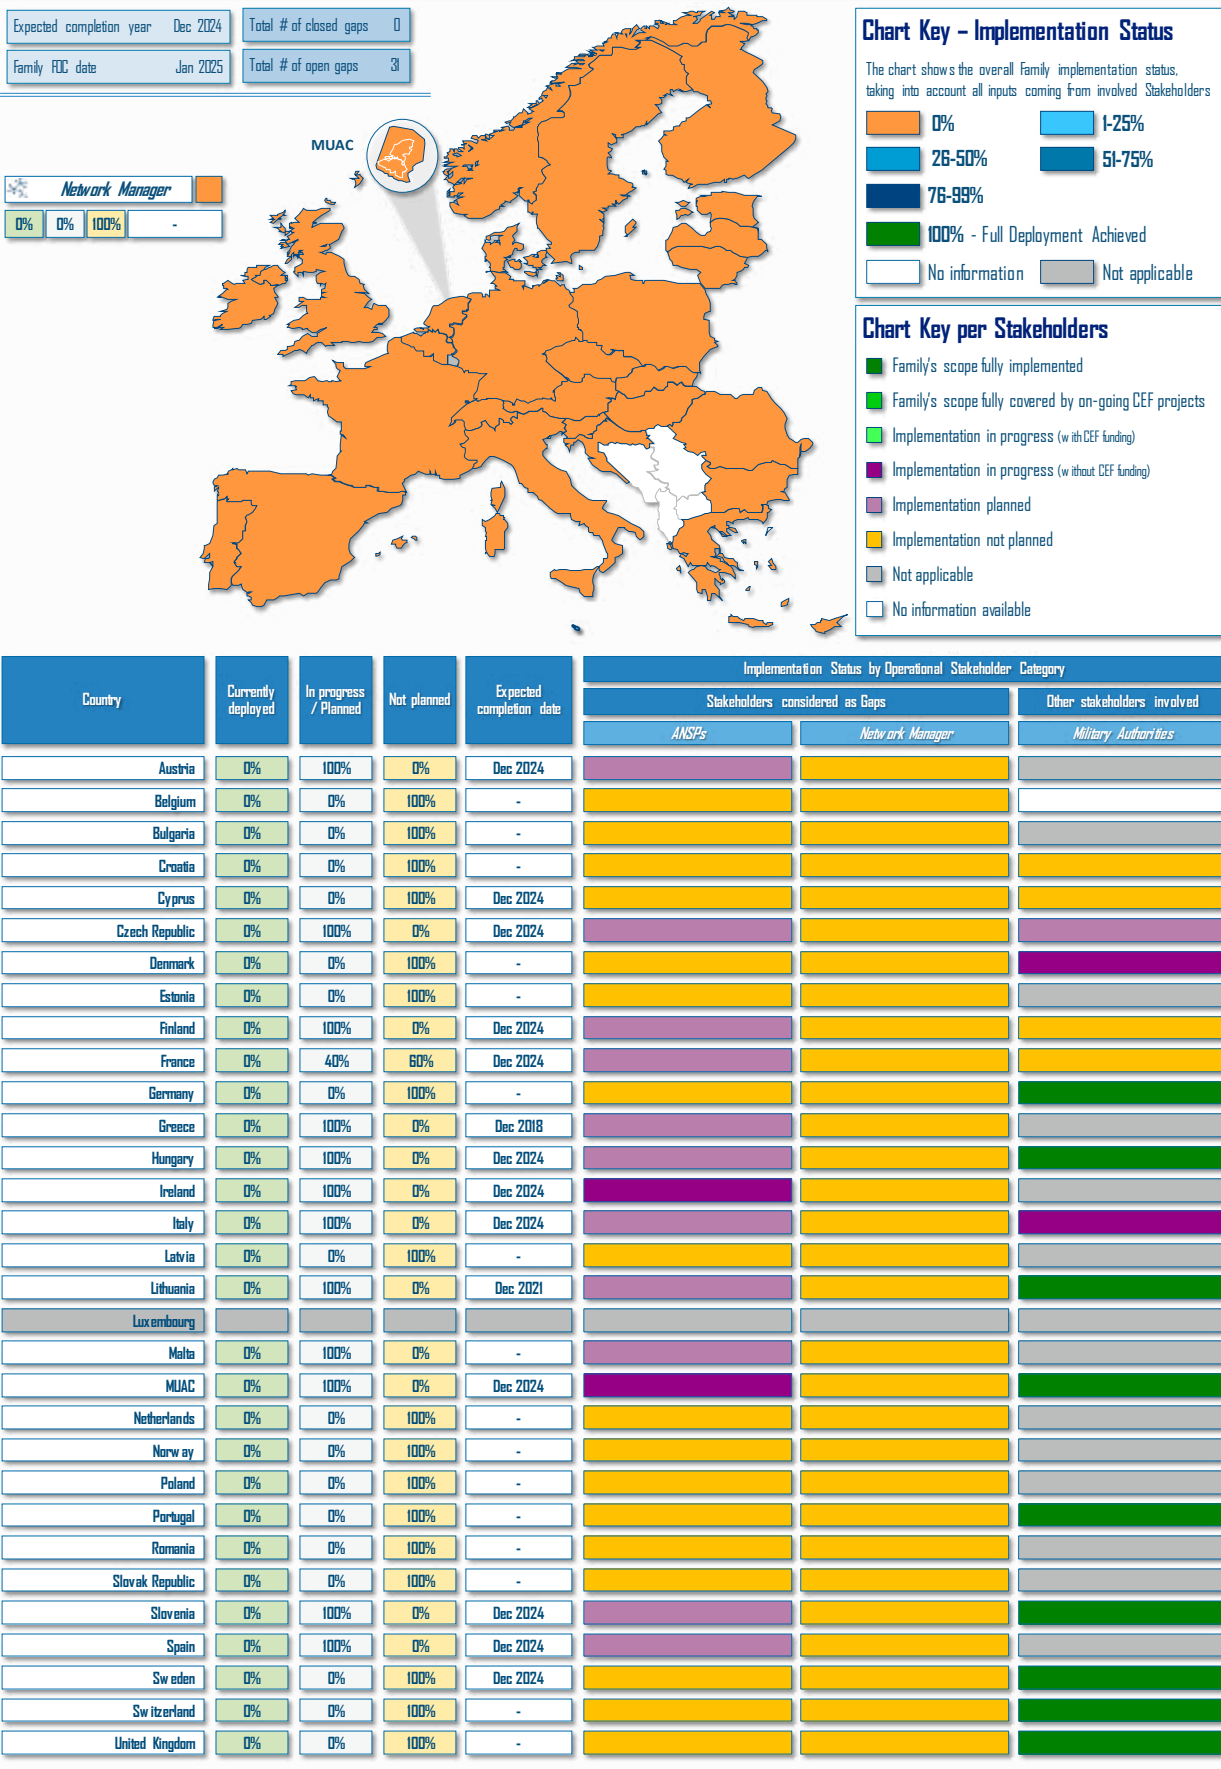 Expected completion year Dec 2024
Total # of closed gaps 0
Family FOC date Jan 2025
Total # of open gaps 31
MUAC
Network Manager
0% 0% 100% -
Chart Key – Implementation Status
The chart shows the overall Family implementation status,
taking into account all inputs coming from involved Stakeholders
0% 1-25%
26-50% 51-75%
76-99%
100% - Full Deployment Achieved
No information Not applicable
Chart Key per Stakeholders
Family's scope fully implemented
Family's scope fully covered by on-going CEF projects
Implementation in progress (with CEF funding)
Implementation in progress (without CEF funding)
Implementation planned
Implementation not planned
Not applicable
No information available
Country
Currently
deployed
In progress
/ Planned
Not planned
Expected
completion date
Implementation Status by Operational Stakeholder Category
Stakeholders considered as Gaps
Other stakeholders involved
ANSPs
Network Manager
Military Authorities
Austria 0% 100% 0% Dec 2024
Belgium 0% 0% 100% -
Bulgaria 0% 0% 100% -
Croatia 0% 0% 100% -
Cyprus 0% 0% 100% Dec 2024
Czech Republic 0% 100% 0% Dec 2024
Denmark 0% 0% 100% -
Estonia 0% 0% 100% -
Finland 0% 100% 0% Dec 2024
France 0% 40% 60% Dec 2024
Germany 0% 0% 100% -
Greece 0% 100% 0% Dec 2018
Hungary 0% 100% 0% Dec 2024
Ireland 0% 100% 0% Dec 2024
Italy 0% 100% 0% Dec 2024
Latvia 0% 0% 100% -
Lithuania 0% 100% 0% Dec 2021
Luxembourg
Malta 0% 100% 0% -
MUAC 0% 100% 0% Dec 2024
Netherlands 0% 0% 100% -
Norway 0% 0% 100% -
Poland 0% 0% 100% -
Portugal 0% 0% 100% -
Romania 0% 0% 100% -
Slovak Republic 0% 0% 100% -
Slovenia 0% 100% 0% Dec 2024
Spain 0% 100% 0% Dec 2024
Sweden 0% 0% 100% Dec 2024
Switzerland 0% 0% 100% -
United Kingdom 0% 0% 100% -